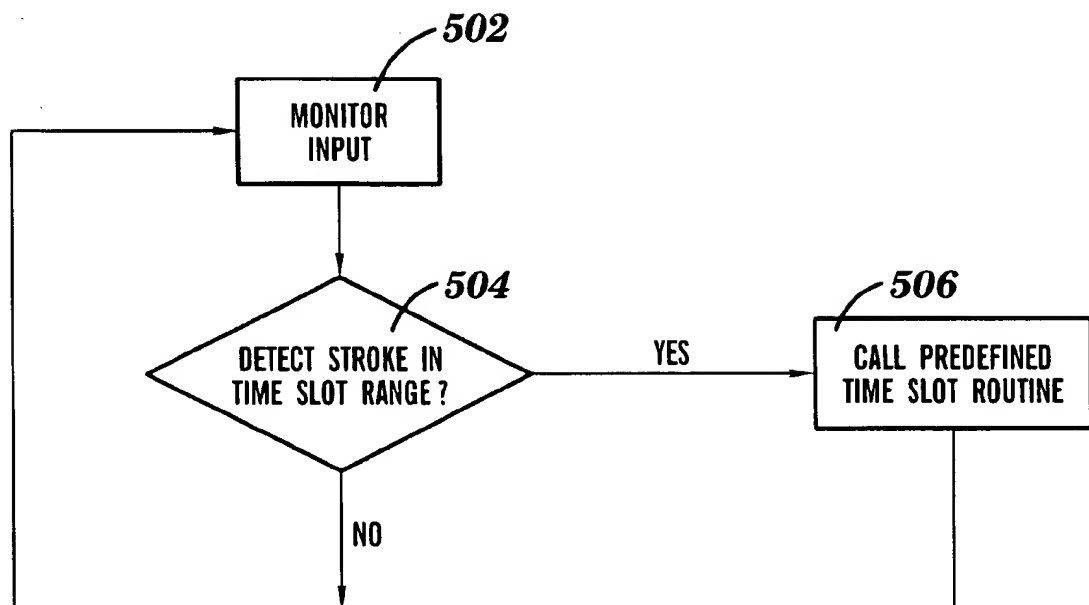 502
MONITOR
INPUT
504
DETECT STROKE IN
TIME SLOT RANGE?
YES
506
CALL PREDEFINED
TIME SLOT ROUTINE
NO